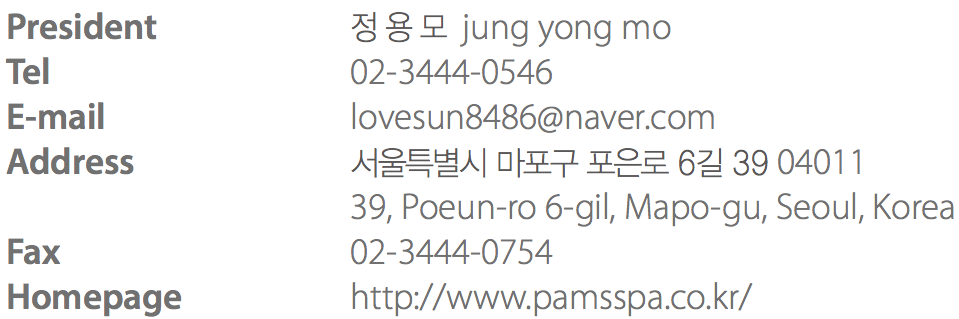 President 정 용 모 jung yong mo
Tel 02-3444-0546
E-mail lovesun8486@naver.com
Address 서울특별시 마포구 포은로 6길 39 04011
39, Poeun-ro 6-gil, Mapo-gu, Seoul, Korea
Fax 02-3444-0754
Homepage http://www.pamsspa.co.kr/